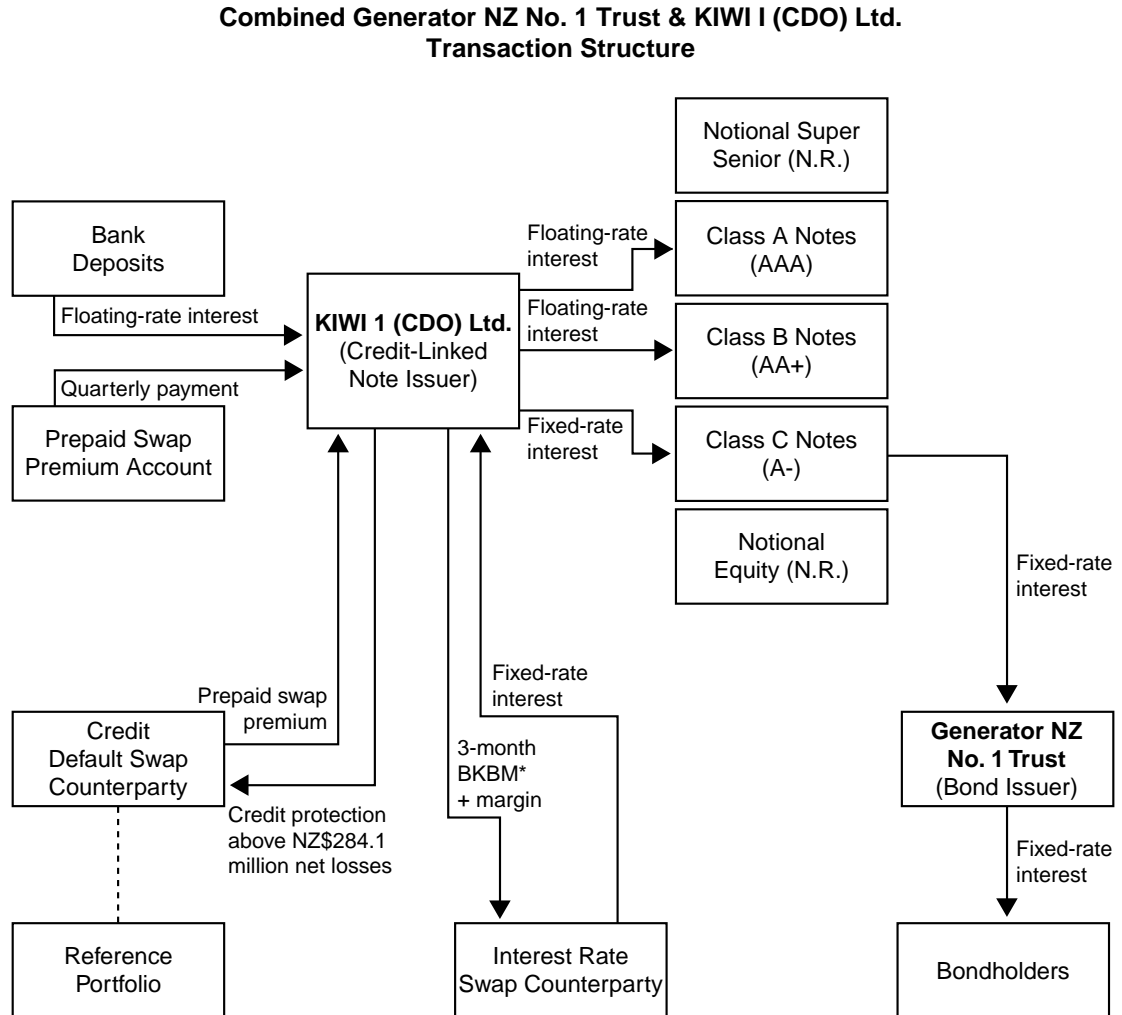 Combined Generator NZ No. 1 Trust & KIWI I (CDO) Ltd.
Transaction Structure
Notional Super
Senior (N.R.)
Bank
Deposits
Floating-rate interest
Quarterly payment
Prepaid Swap
Premium Account
KIWI 1 (CDO) Ltd.
(Credit-Linked
Note Issuer)
Floating-rate
interest
Floating-rate
interest
Fixed-rate
interest
Class A Notes
(AAA)
Class B Notes
(AA+)
Class C Notes
(A-)
Notional
Equity (N.R.)
Fixed-rate
interest
Prepaid swap
premium
Credit
Default Swap
Counterparty
Credit protection
above NZ$284.1
million net losses
3-month
BKBM*
+ margin
Fixed-rate
interest
Generator NZ
No. 1 Trust
(Bond Issuer)
Fixed-rate
interest
Reference
Portfolio
Interest Rate
Swap Counterparty
Bondholders